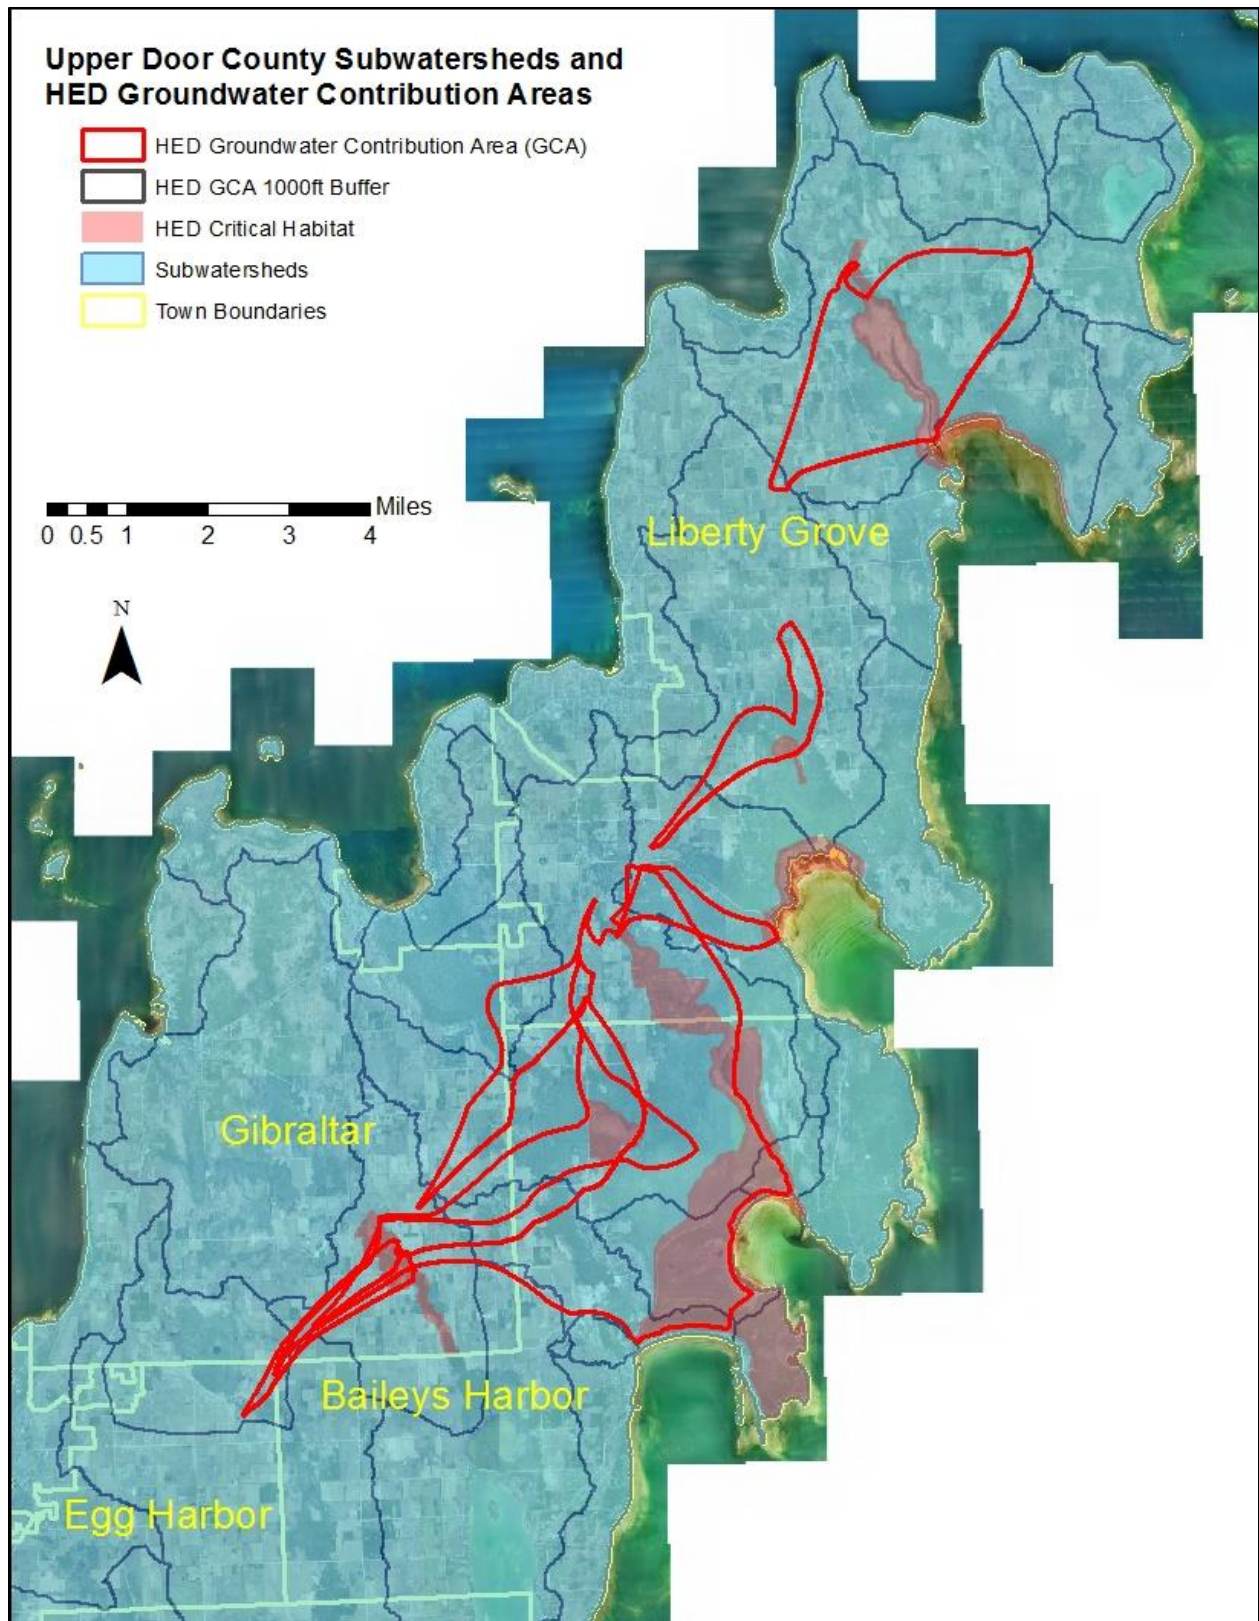 Upper Door County Subwatersheds and
HED Groundwater Contribution Areas
HED Groundwater Contribution Area (GCA)
HED GCA 1000ft Buffer
HED Critical Habitat
Subwatersheds
Town Boundaries
Miles
0 0.5 1 2 3 4
N
Liberty Grove
Gibraltar
Baileys Harbor
Egg Harbor